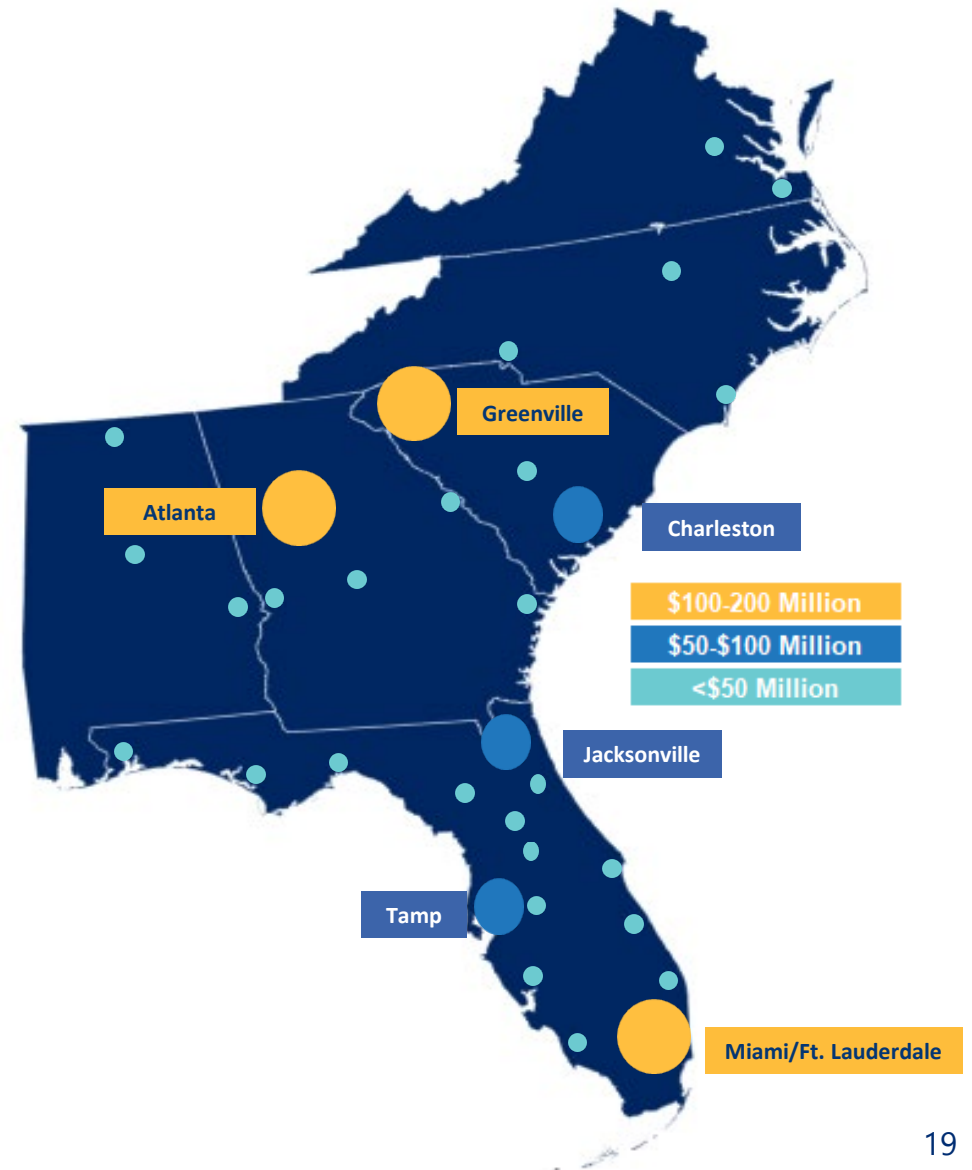 Greenville
Atlanta
Charleston
$100-200 Million
$50-$100 Million
<$50 Million
Jacksonville
Tamp
Miami/Ft. Lauderdale
19